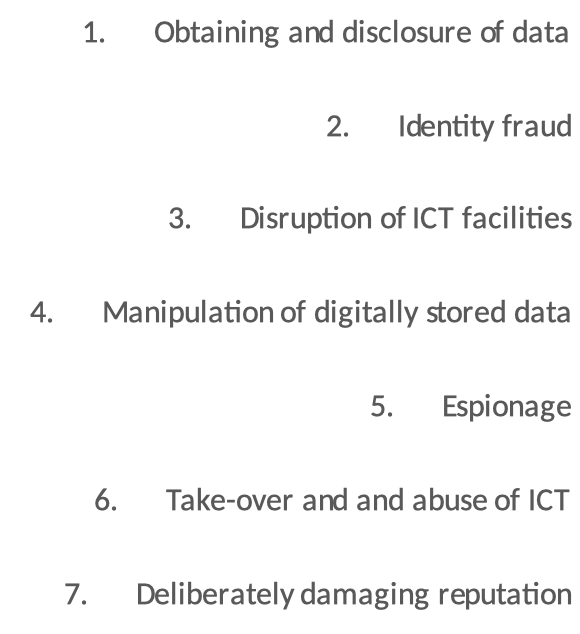 1. Obtaining and disclosure of data
2. Identity fraud
3. Disruption of ICT facilities
4. Manipulation of digitally stored data
5. Espionage
6. Take-over and and abuse of ICT
7. Deliberately damaging reputation